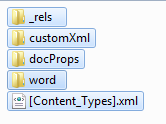 _rels
customXml
docProps
word
[Content_Types].xml